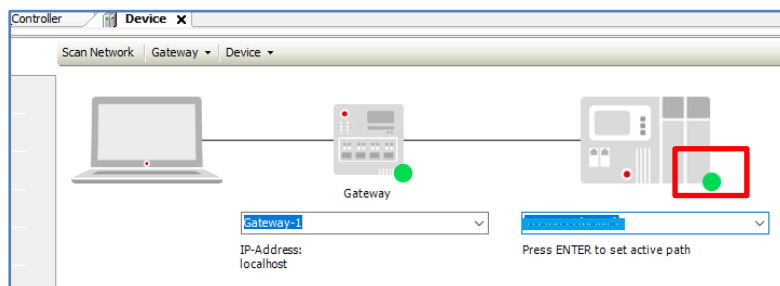 Controller
Device
Scan Network Gateway Device
Gateway
Gateway-1
IP-Address:
localhost
Press ENTER to set active path